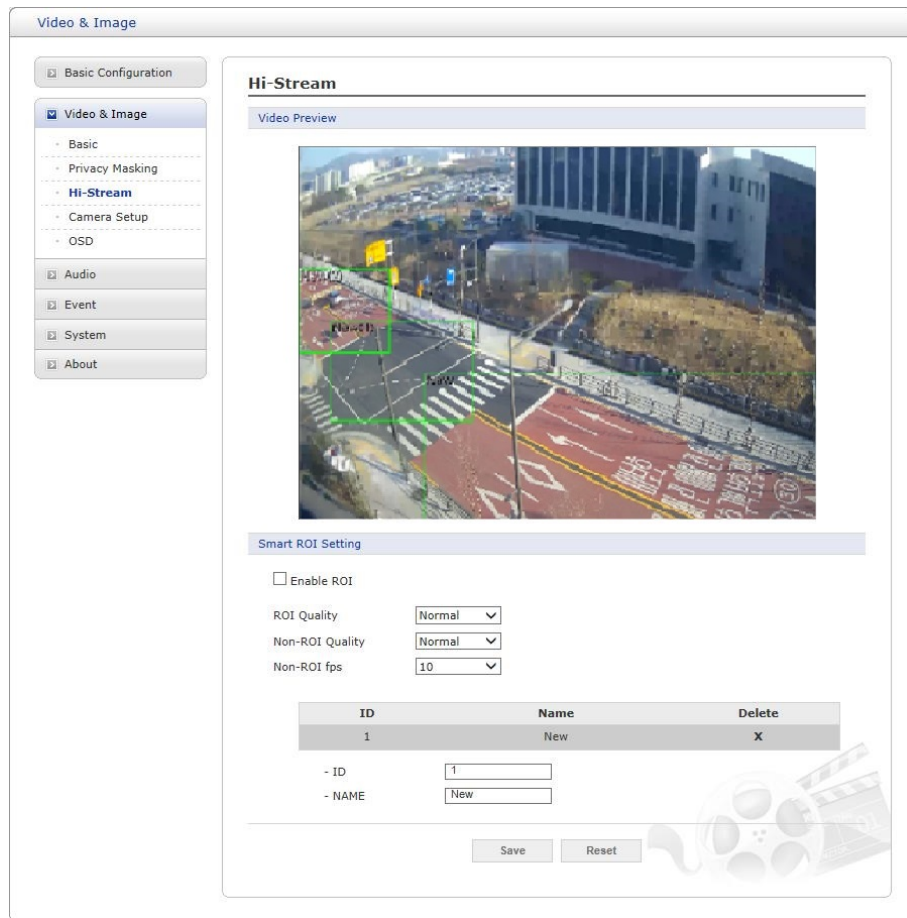 Video & Image
Basic Configuration
Video & Image
Basic
Privacy Masking
Hi-Stream
Camera Setup
OSD
Audio
Event
System
About
Hi-Stream
Video Preview
New
Smart ROI Setting
Enable ROI
ROI Quality Normal
Non-ROI Quality Normal
Non-ROI fps 10
ID Name Delete
1 New X
- ID 1
- NAME New
Save Reset